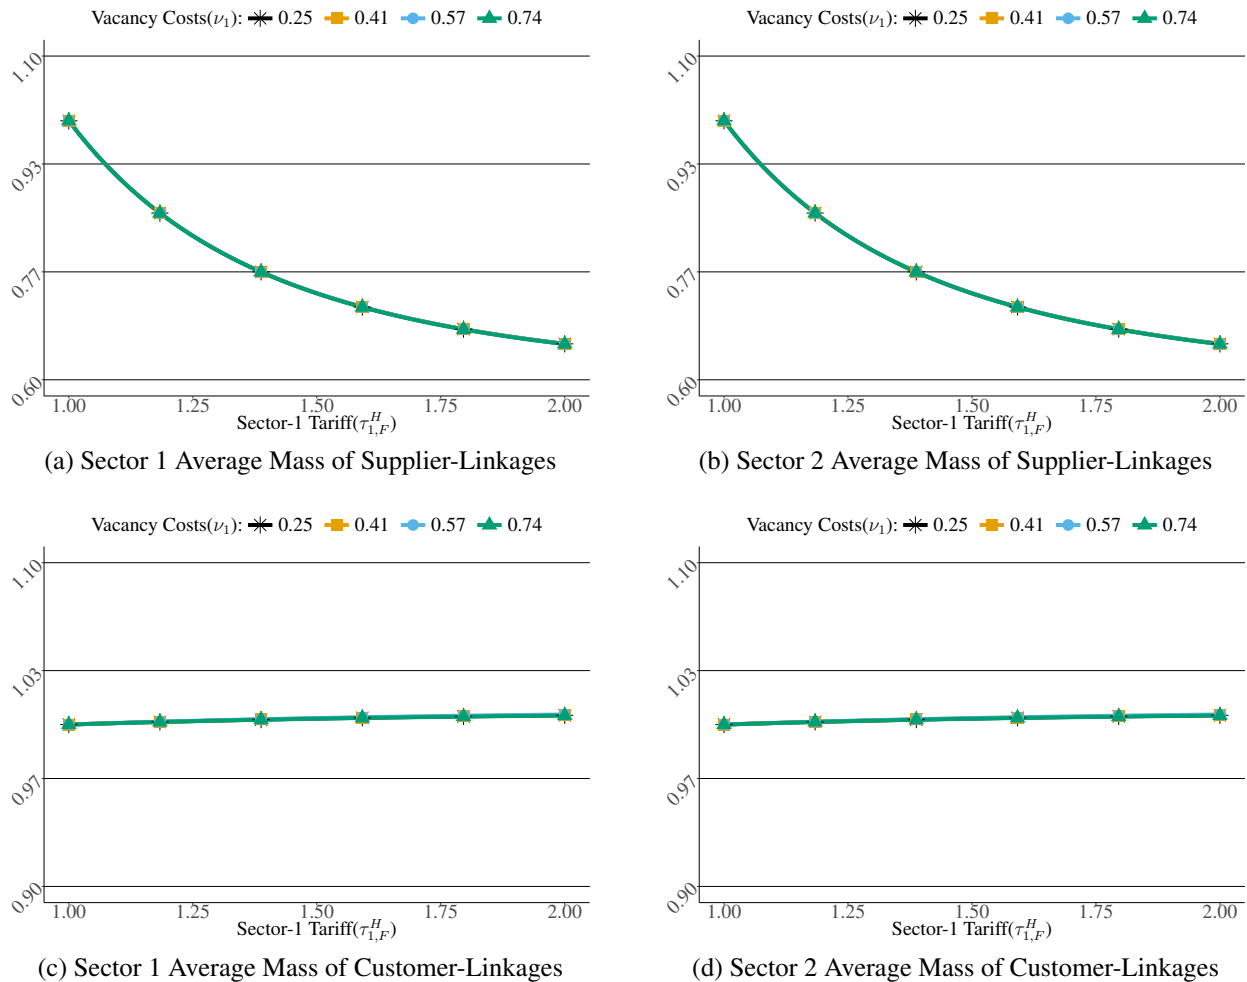 Vacancy Costs(ν₁): 0.25 0.41 0.57 0.74
1.10
0.93
0.77
0.60
1.00 1.25 1.50 1.75 2.00
Sector-1 Tariff(τ^H_{1,F})
(a) Sector 1 Average Mass of Supplier-Linkages
Vacancy Costs(ν₁): 0.25 0.41 0.57 0.74
1.10
0.93
0.77
0.60
1.00 1.25 1.50 1.75 2.00
Sector-1 Tariff(τ^H_{1,F})
(b) Sector 2 Average Mass of Supplier-Linkages
Vacancy Costs(ν₁): 0.25 0.41 0.57 0.74
1.10
1.03
0.97
0.90
1.00 1.25 1.50 1.75 2.00
Sector-1 Tariff(τ^H_{1,F})
(c) Sector 1 Average Mass of Customer-Linkages
Vacancy Costs(ν₁): 0.25 0.41 0.57 0.74
1.10
1.03
0.97
0.90
1.00 1.25 1.50 1.75 2.00
Sector-1 Tariff(τ^H_{1,F})
(d) Sector 2 Average Mass of Customer-Linkages